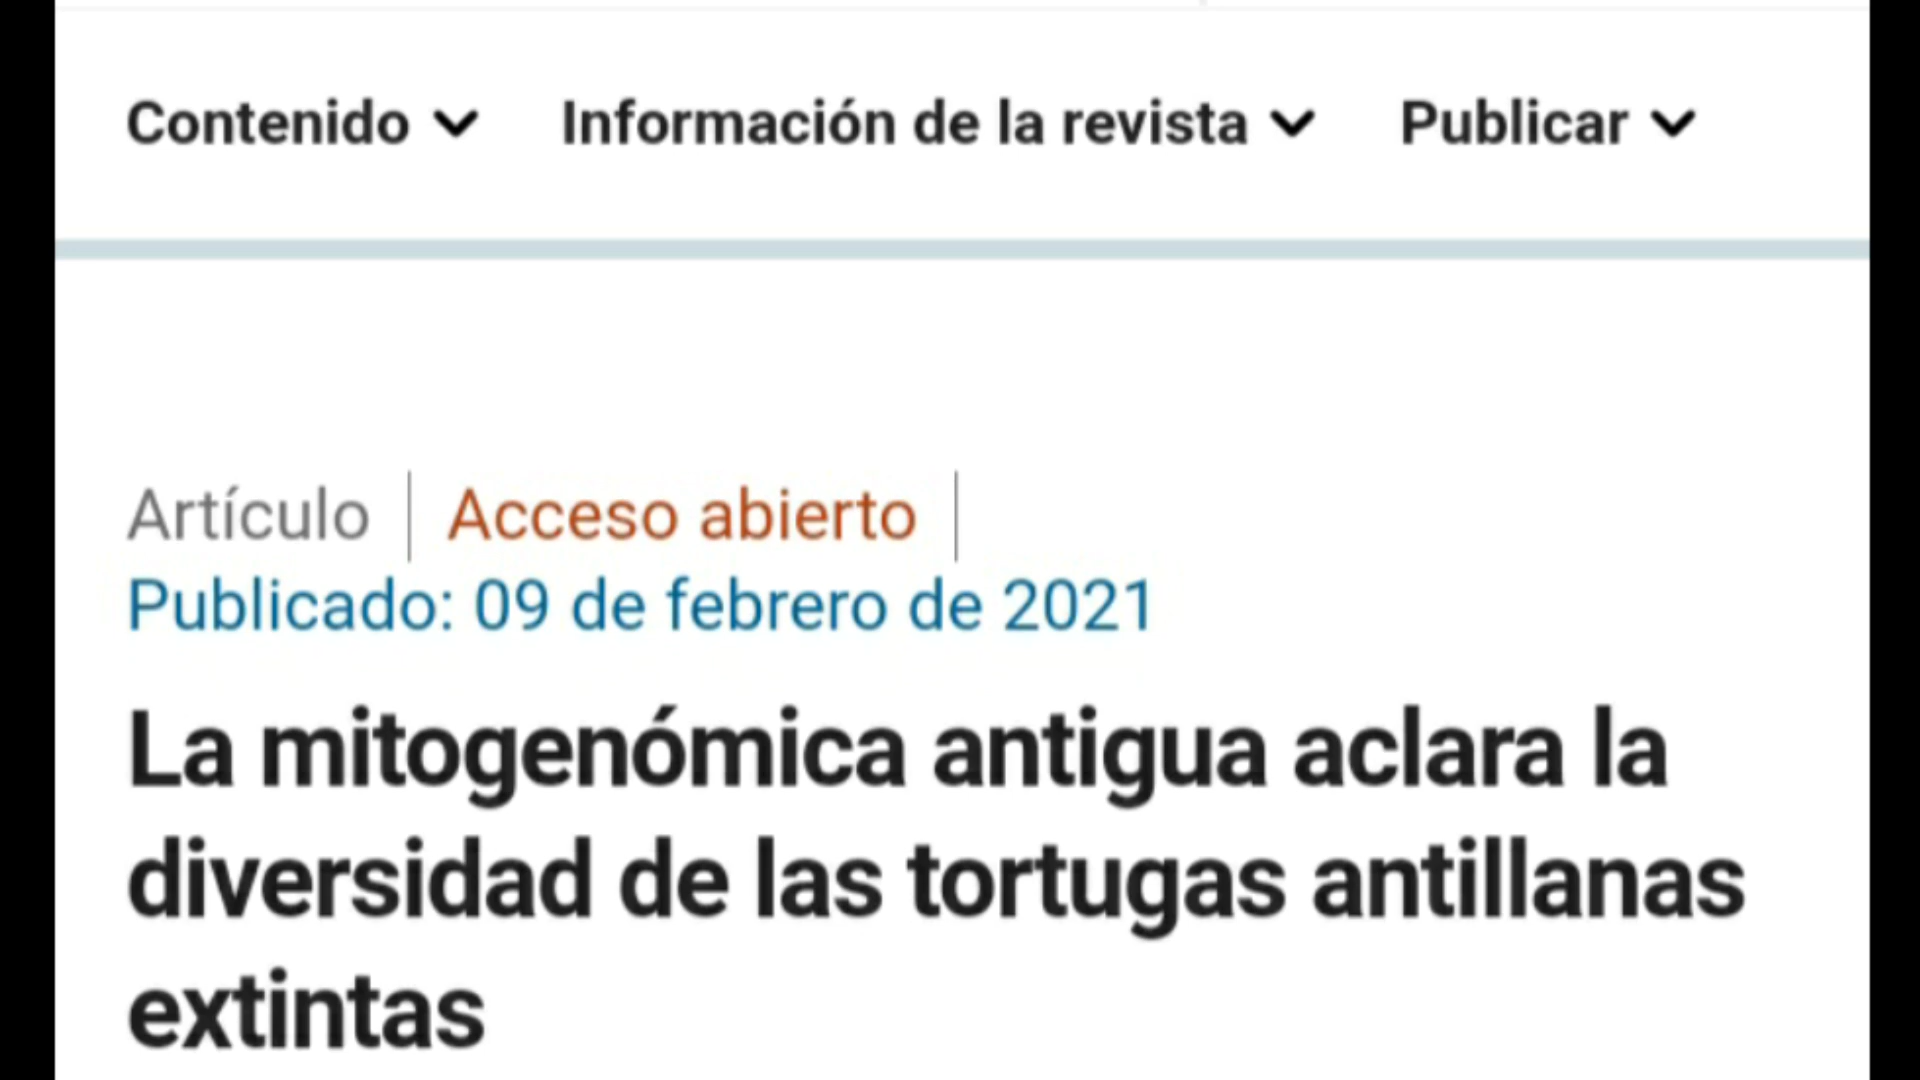 Contenido Información de la revista Publicar
Artículo Acceso abierto
Publicado: 09 de febrero de 2021
La mitogenómica antigua aclara la
diversidad de las tortugas antillanas
extintas